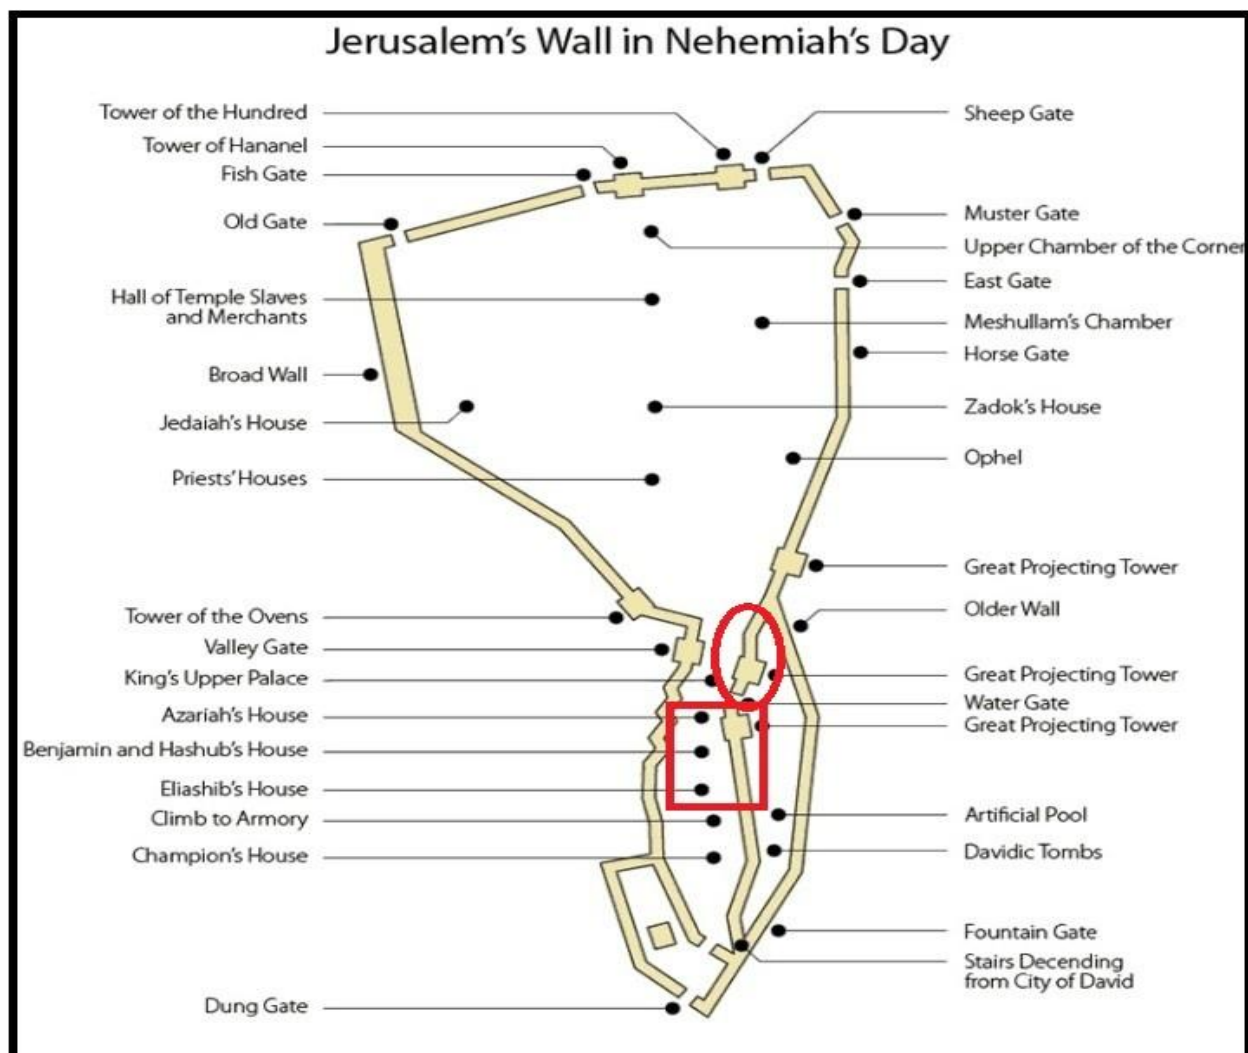 Jerusalem's Wall in Nehemiah's Day
Tower of the Hundred
Tower of Hananel
Fish Gate
Old Gate
Hall of Temple Slaves
and Merchants
Broad Wall
Jedaiah's House
Priests' Houses
Tower of the Ovens
Valley Gate
King's Upper Palace
Azariah's House
Benjamin and Hashub's House
Eliashib's House
Climb to Armory
Champion's House
Dung Gate
Sheep Gate
Muster Gate
Upper Chamber of the Corner
East Gate
Meshullam's Chamber
Horse Gate
Zadok's House
Ophel
Great Projecting Tower
Older Wall
Great Projecting Tower
Water Gate
Great Projecting Tower
Artificial Pool
Davidic Tombs
Fountain Gate
Stairs Decending
from City of David